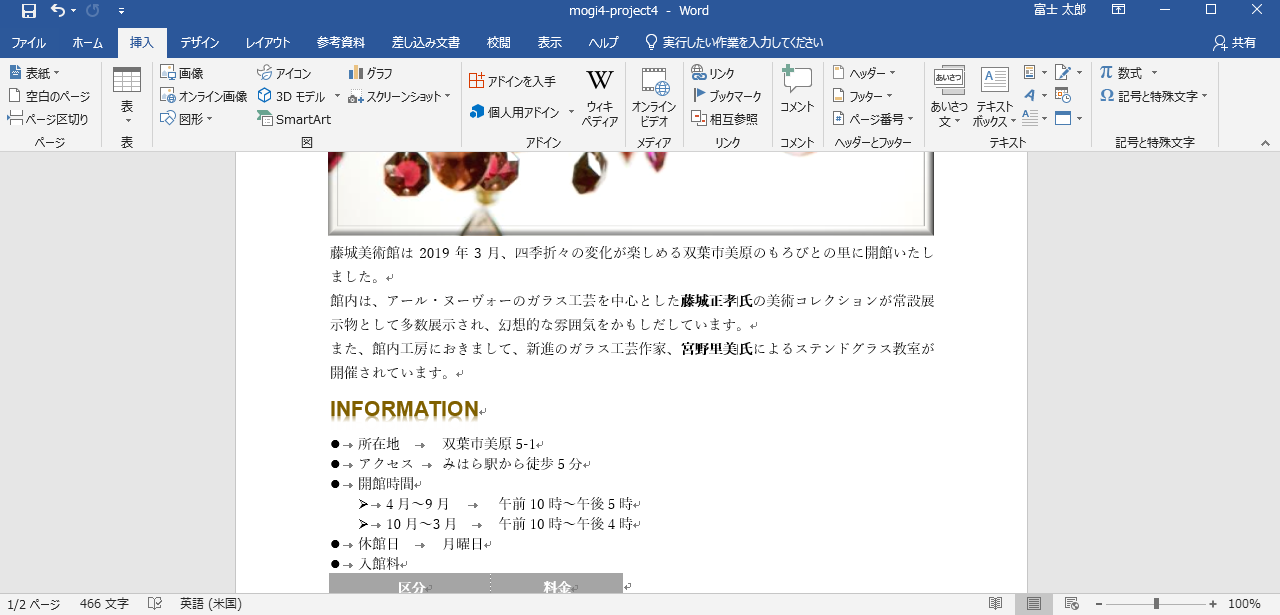 mogi4-project4 - Word
富士 太郎
ファイル ホーム 挿入 デザイン レイアウト 参考資料 差し込み文書 校閲 表示 ヘルプ 実行したい作業を入力してください 共有
表紙
空白のページ
ページ区切り
ページ
表
表
画像
オンライン画像
図形
アイコン
3D モデル
SmartArt
グラフ
スクリーンショット
図
アドインを入手
個人用アドイン
ウィキ
ペディア
アドイン
オンライン
ビデオ
メディア
リンク
ブックマーク
相互参照
リンク
コメント
コメント
ヘッダー
フッター
ページ番号
ヘッダーとフッター
あいさつ
あいさつ
文
テキスト
ボックス
テキスト
数式
記号と特殊文字
記号と特殊文字
藤城美術館は 2019 年 3 月、四季折々の変化が楽しめる双葉市美原のもろびとの里に開館いたし
ました。
館内は、アール・ヌーヴォーのガラス工芸を中心とした藤城正孝氏の美術コレクションが常設展
示物として多数展示され、幻想的な雰囲気をかもしだしています。
また、館内工房におきまして、新進のガラス工芸作家、宮野里美氏によるステンドグラス教室が
開催されています。
INFORMATION
● → 所在地 → 双葉市美原 5-1
● → アクセス → みはら駅から徒歩 5 分
● → 開館時間
➢ → 4 月～9 月 → 午前 10 時～午後 5 時
➢ → 10 月～3 月 → 午前 10 時～午後 4 時
● → 休館日 → 月曜日
● → 入館料
区分 料金
1/2 ページ 466 文字 英語 (米国) 100%